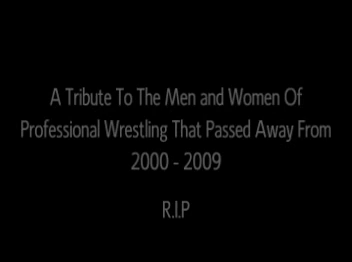 A Tribute To The Men and Women Of
Professional Wrestling That Passed Away From
2000 - 2009
R.I.P